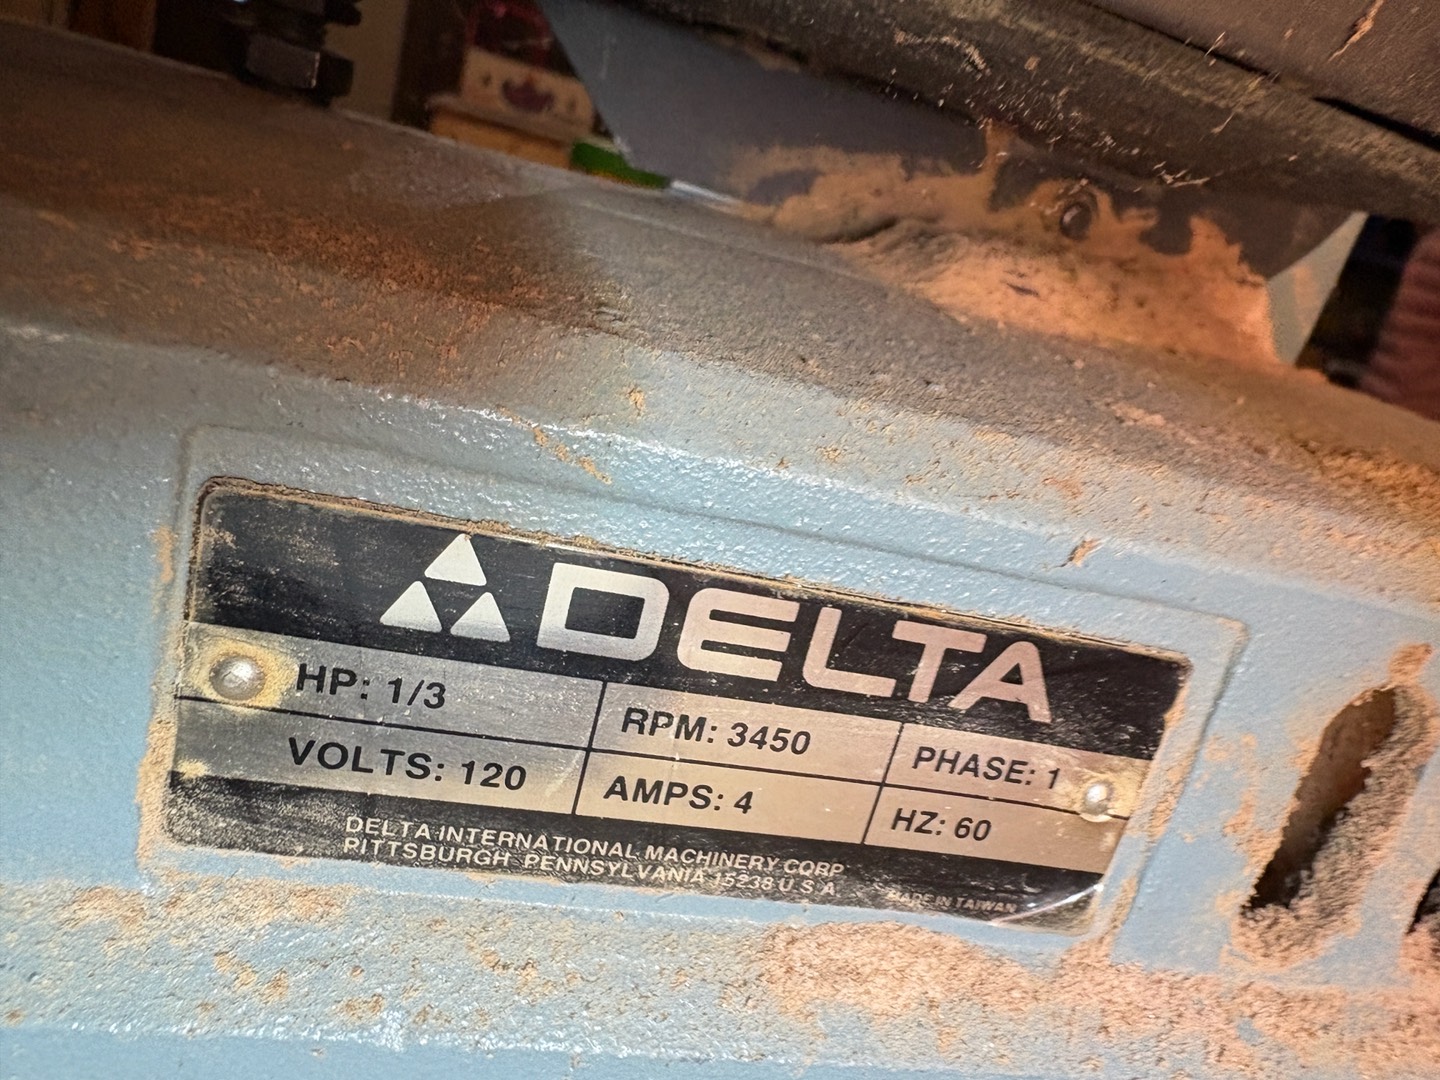 DELTA
HP: 1/3
RPM: 3450
PHASE: 1
VOLTS: 120
AMPS: 4
HZ: 60
DELTA INTERNATIONAL MACHINERY CORP
PITTSBURGH PENNSYLVANIA 15238 U S A
MADE IN TAIWAN